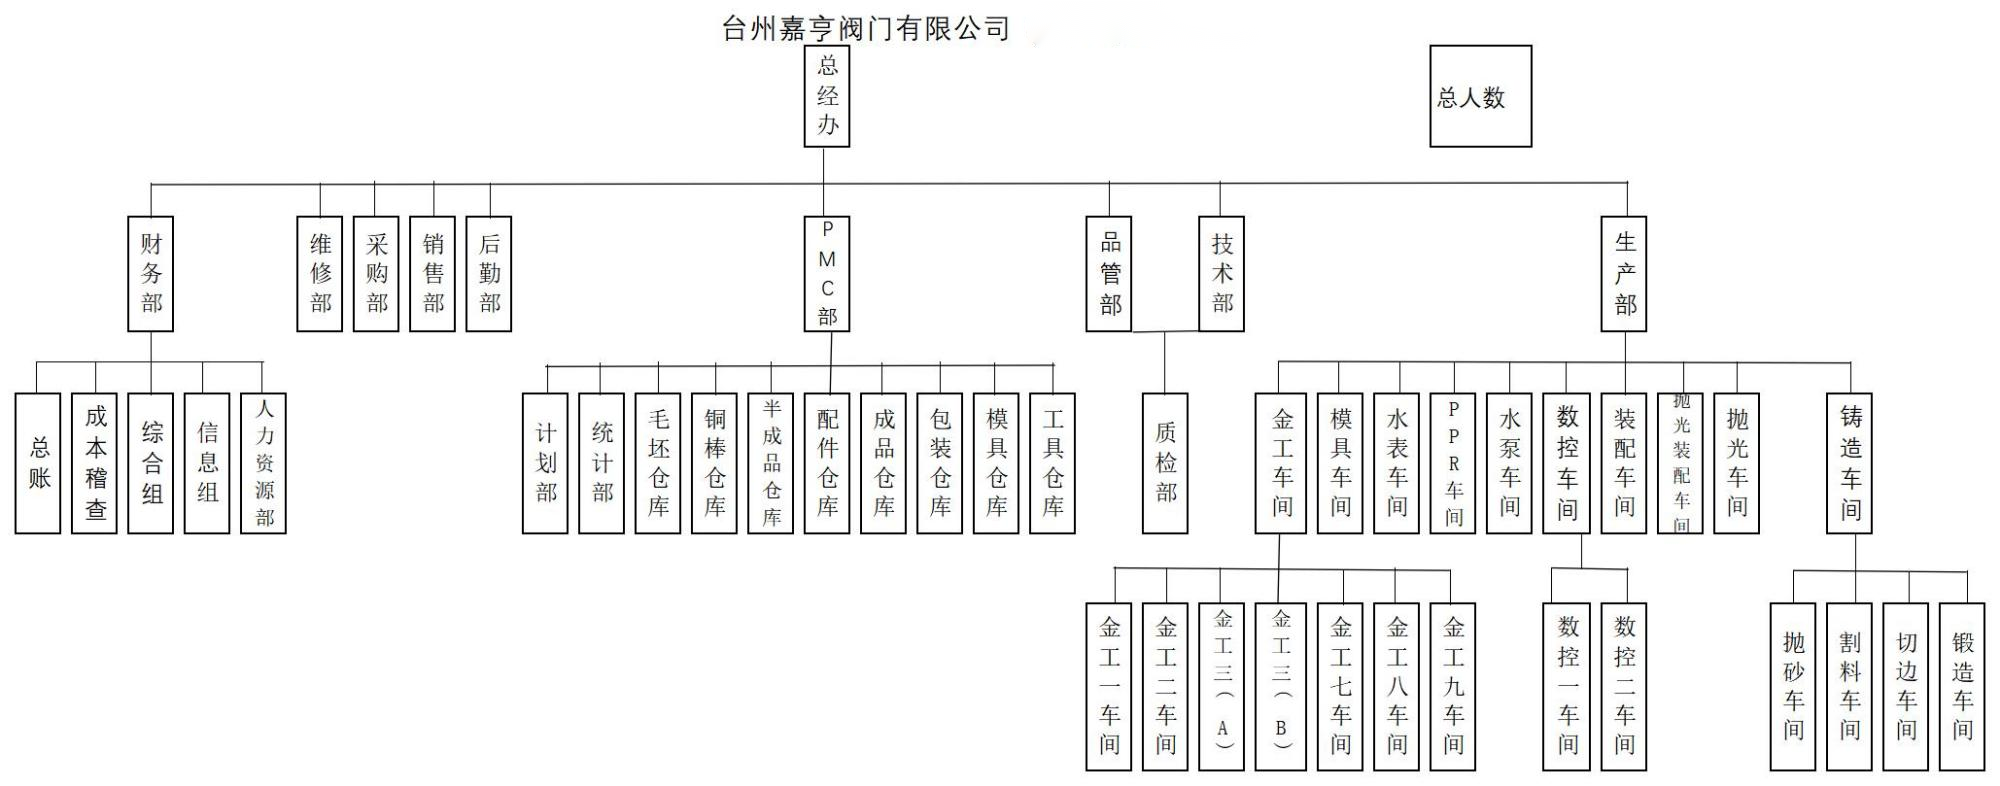 台州嘉亨阀门有限公司
总经办
总人数
财务部
维修部
采购部
销售部
后勤部
PMC部
品管部
技术部
生产部
总账
成本稽查
综合组
信息组
人力资源部
计划部
统计部
毛坯仓库
铜棒仓库
半成品仓库
配件仓库
成品仓库
包装仓库
模具仓库
工具仓库
质检部
金工车间
模具车间
水表车间
PPR车间
水泵车间
数控车间
装配车间
抛光装配车间
抛光车间
铸造车间
金工一车间
金工二车间
金工三（A）
金工三（B）
金工七车间
金工八车间
金工九车间
数控一车间
数控二车间
抛砂车间
割料车间
切边车间
锻造车间